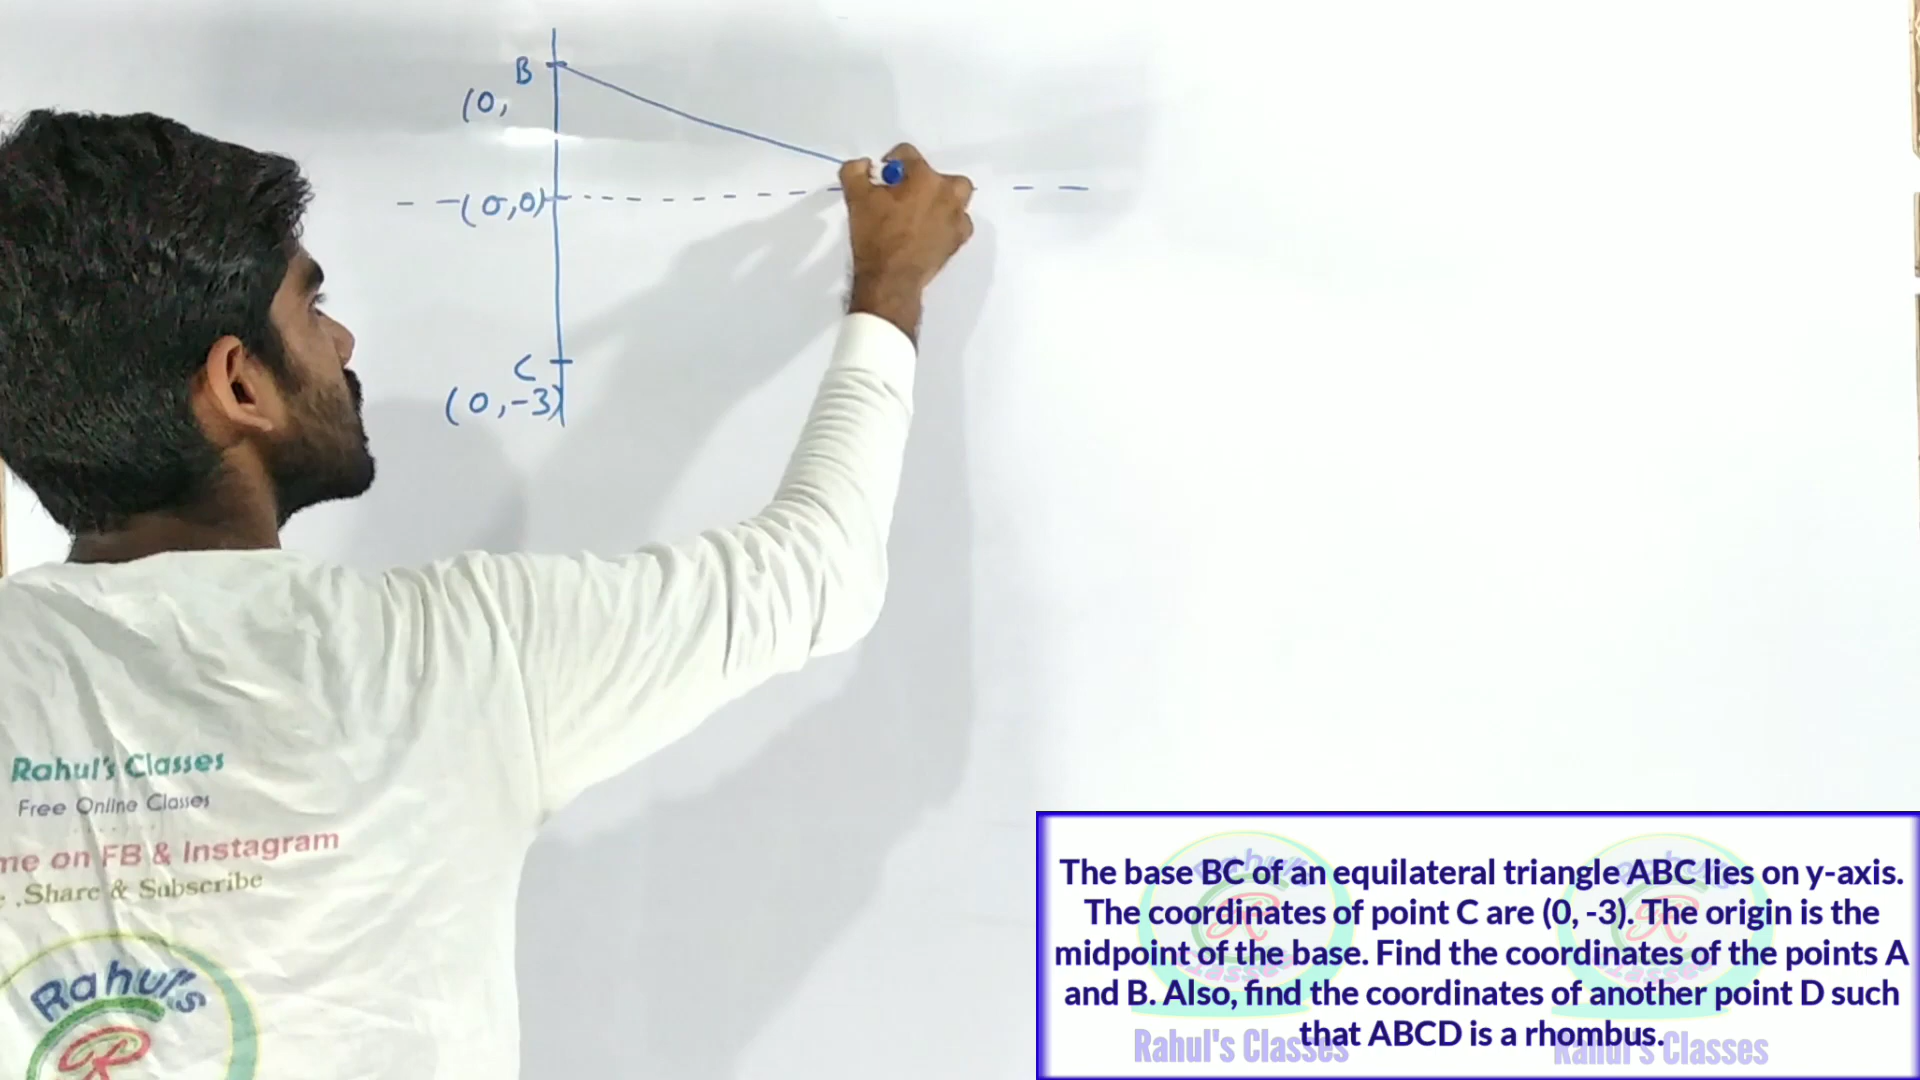 B
(0,
(0,0)
C
(0,-3)
Rahul's Classes
Free Online Classes
me on FB & Instagram
,Share & Subscribe
Rahul's
R
The base BC of an equilateral triangle ABC lies on y-axis.
The coordinates of point C are (0, -3). The origin is the
midpoint of the base. Find the coordinates of the points A
and B. Also, find the coordinates of another point D such
that ABCD is a rhombus.
Rahul's Classes
Rahul's Classes